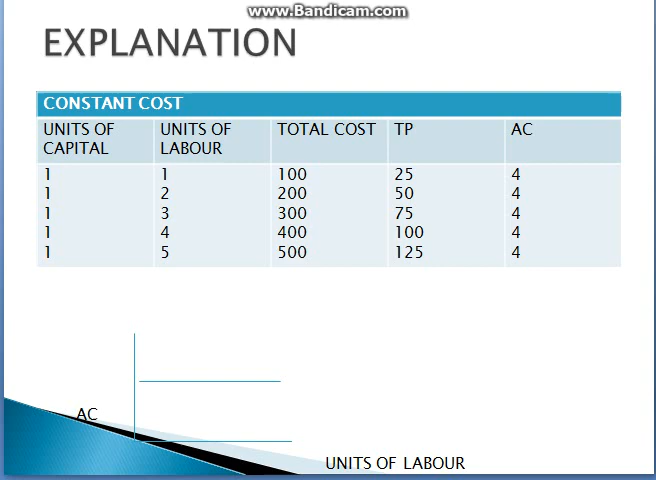 www.Bandicam.com
EXPLANATION
CONSTANT COST
UNITS OF CAPITAL UNITS OF LABOUR TOTAL COST TP AC
1 1 100 25 4
1 2 200 50 4
1 3 300 75 4
1 4 400 100 4
1 5 500 125 4
AC
UNITS OF LABOUR